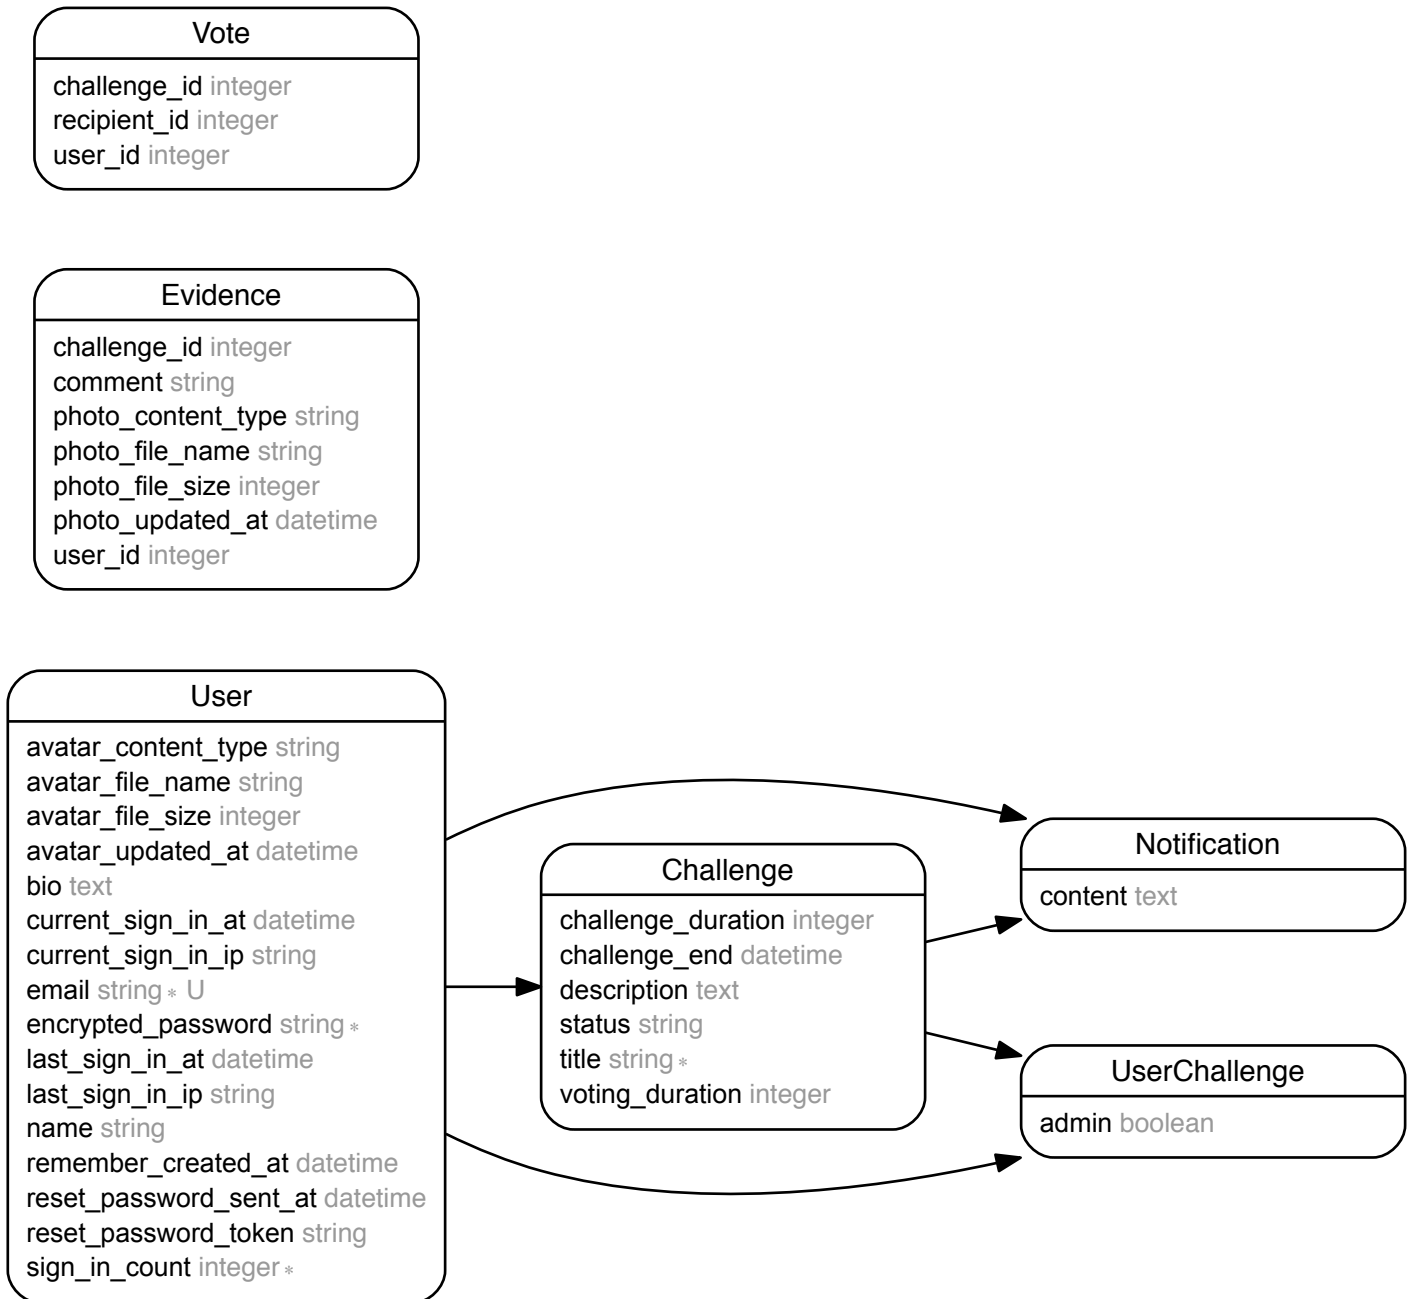 Vote
challenge_id integer
recipient_id integer
user_id integer
Evidence
challenge_id integer
comment string
photo_content_type string
photo_file_name string
photo_file_size integer
photo_updated_at datetime
user_id integer
User
avatar_content_type string
avatar_file_name string
avatar_file_size integer
avatar_updated_at datetime
bio text
current_sign_in_at datetime
current_sign_in_ip string
email string * U
encrypted_password string *
last_sign_in_at datetime
last_sign_in_ip string
name string
remember_created_at datetime
reset_password_sent_at datetime
reset_password_token string
sign_in_count integer *
Challenge
challenge_duration integer
challenge_end datetime
description text
status string
title string *
voting_duration integer
Notification
content text
UserChallenge
admin boolean